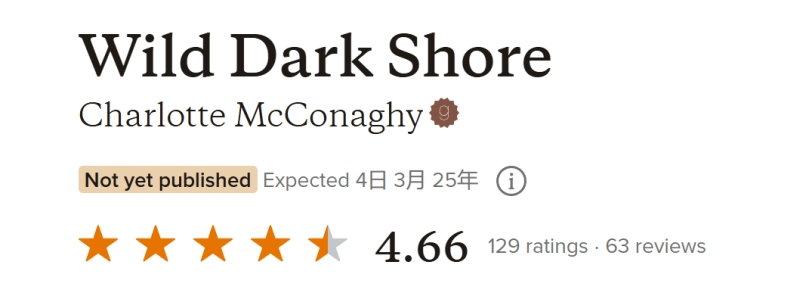 Wild Dark Shore
Charlotte McConaghy g
Not yet published Expected 4日 3月 25年 i
4.66 129 ratings · 63 reviews